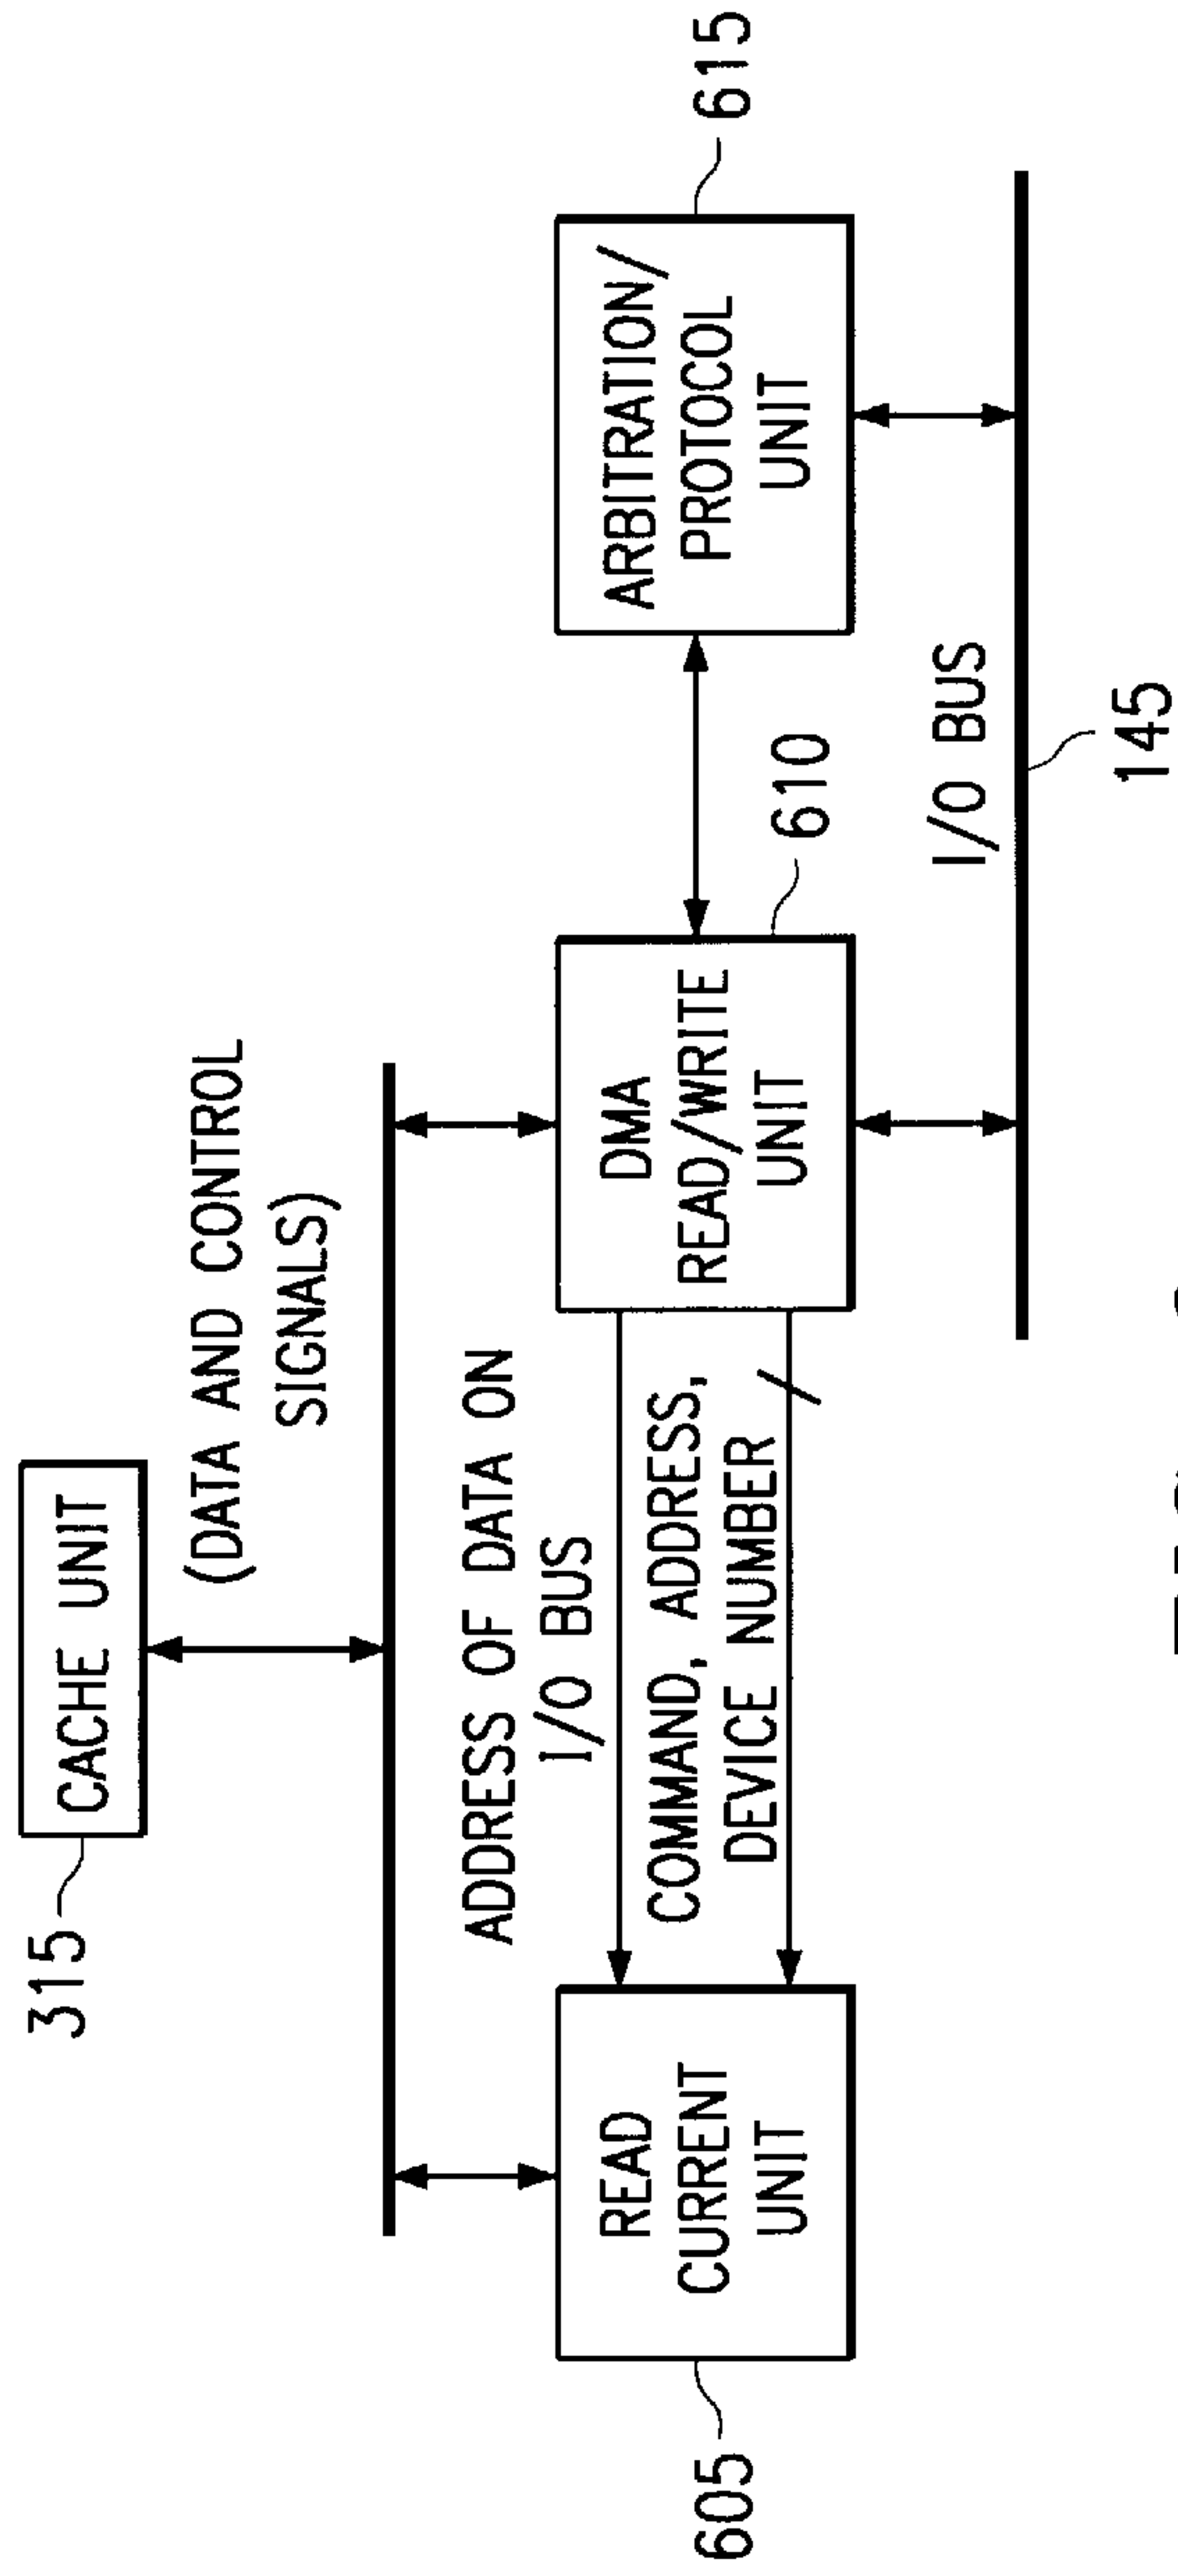 315
CACHE UNIT
(DATA AND CONTROL
SIGNALS)
ADDRESS OF DATA ON
I/O BUS
COMMAND, ADDRESS,
DEVICE NUMBER
605
READ
CURRENT
UNIT
DMA
READ/WRITE
UNIT
610
ARBITRATION/
PROTOCOL
UNIT
615
I/O BUS
145